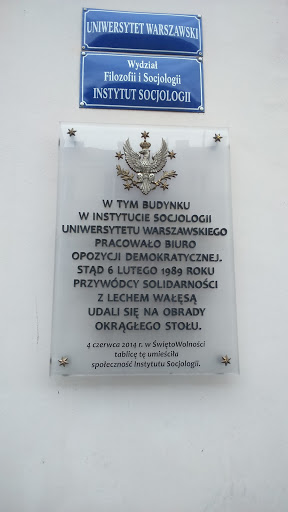 UNIWERSYTET WARSZAWSKI
Wydział
Filozofii i Socjologii
INSTYTUT SOCJOLOGII
W TYM BUDYNKU
W INSTYTUCIE SOCJOLOGII
UNIWERSYTETU WARSZAWSKIEGO
PRACOWAŁO BIURO
OPOZYCJI DEMOKRATYCZNEJ.
STĄD 6 LUTEGO 1989 ROKU
PRZYWÓDCY SOLIDARNOŚCI
Z LECHEM WAŁĘSĄ
UDALI SIĘ NA OBRADY
OKRĄGŁEGO STOŁU.
4 czerwca 2014 r. w ŚwiętoWolności
tablicę tę umieściła
społeczność Instytutu Socjologii.